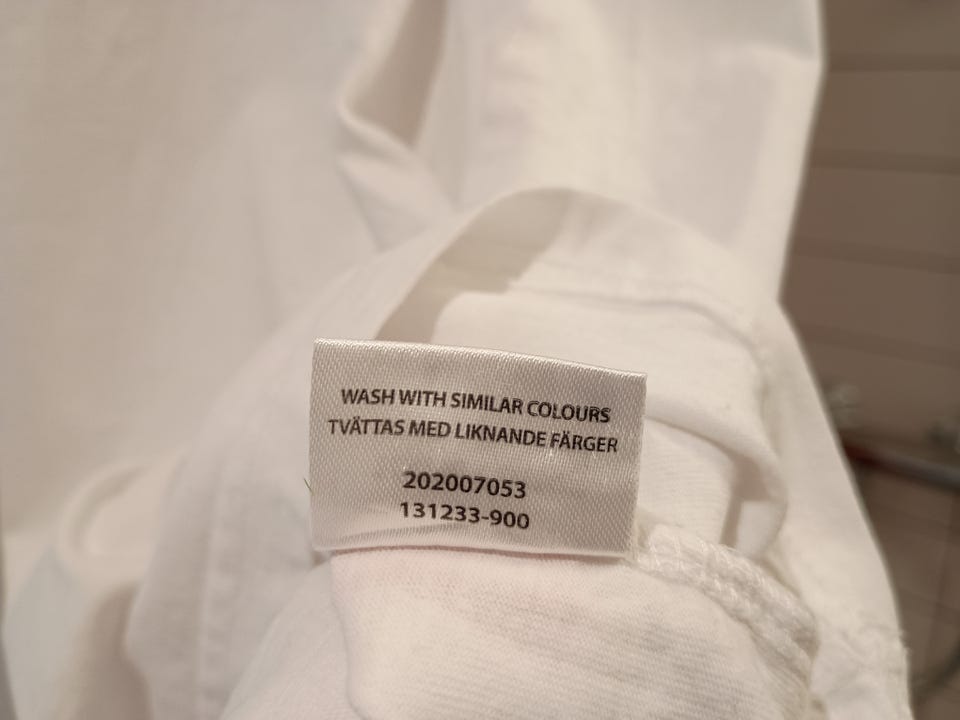 WASH WITH SIMILAR COLOURS
TVÄTTAS MED LIKNANDE FÄRGER
202007053
131233-900